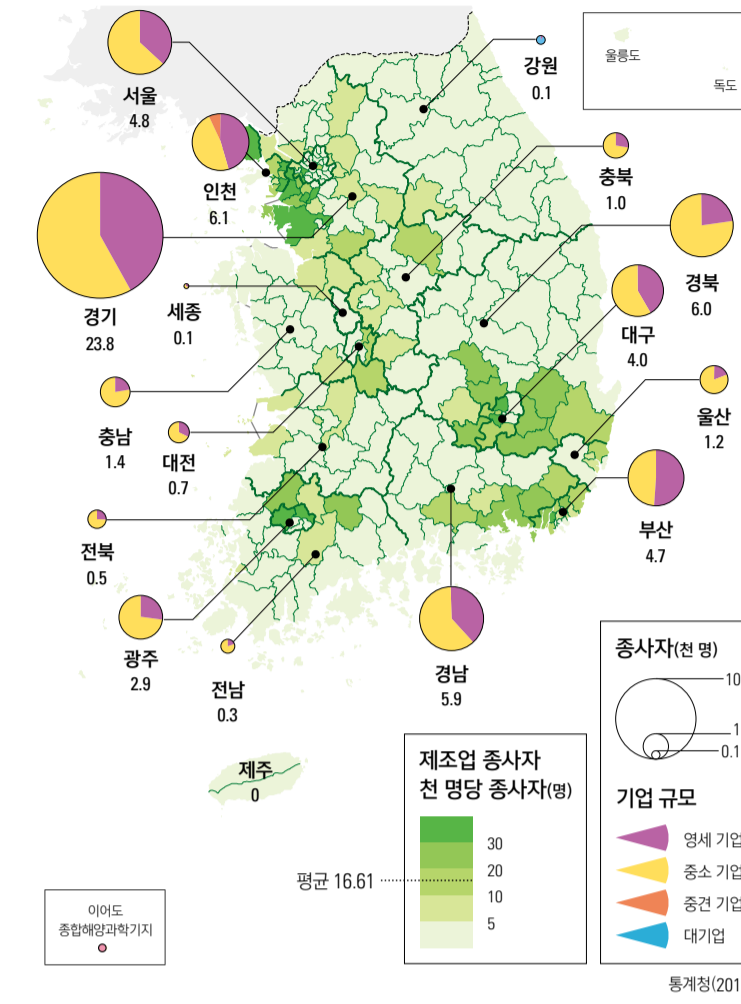 서울
4.8
강원
0.1
울릉도
독도
인천
6.1
충북
1.0
경기
23.8
세종
0.1
경북
6.0
대구
4.0
충남
1.4
대전
0.7
울산
1.2
전북
0.5
부산
4.7
광주
2.9
전남
0.3
경남
5.9
제주
0
이어도
종합해양과학기지
제조업 종사자
천 명당 종사자(명)
30
20
평균 16.61
10
5
종사자(천 명)
10
1
0.1
기업 규모
영세 기업
중소 기업
중견 기업
대기업
통계청(201